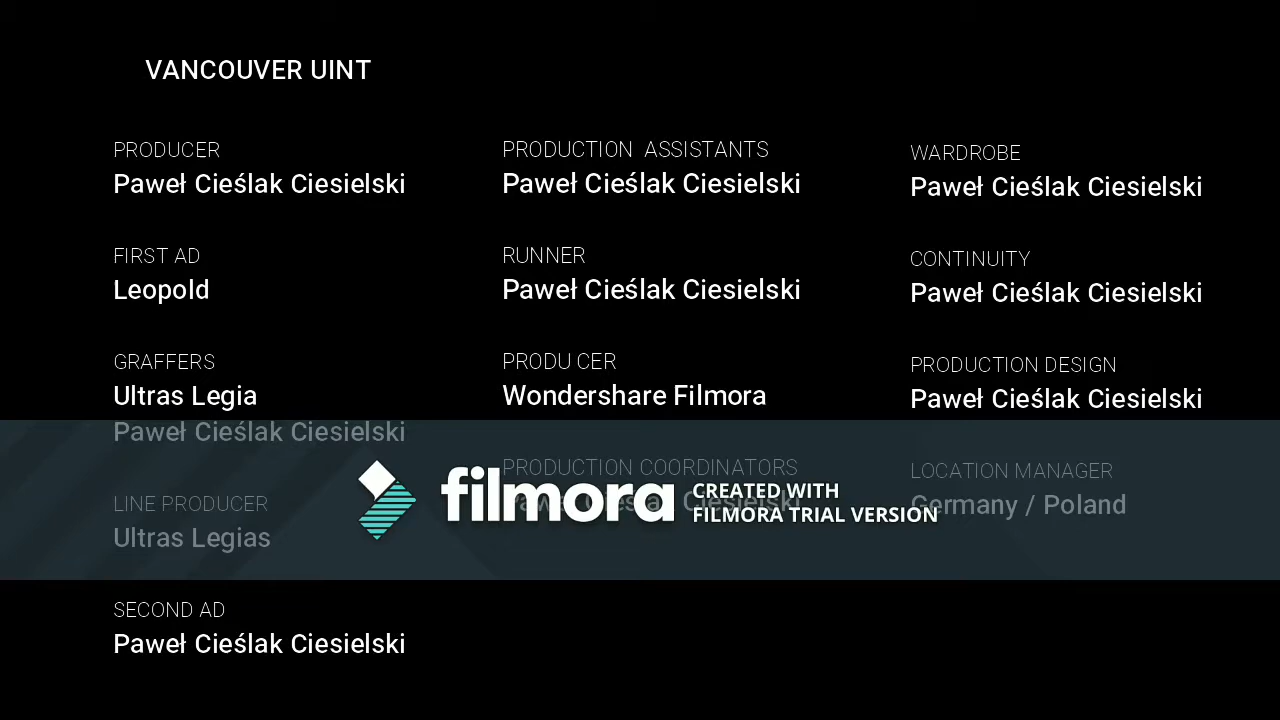 VANCOUVER UINT
PRODUCER
Paweł Cieślak Ciesielski
FIRST AD
Leopold
GRAFFERS
Ultras Legia
Paweł Cieślak Ciesielski
LINE PRODUCER
Ultras Legias
SECOND AD
Paweł Cieślak Ciesielski
PRODUCTION ASSISTANTS
Paweł Cieślak Ciesielski
RUNNER
Paweł Cieślak Ciesielski
PRODU CER
Wondershare Filmora
PRODUCTION COORDINATORS
Paweł Cieślak Ciesielski
WARDROBE
Paweł Cieślak Ciesielski
CONTINUITY
Paweł Cieślak Ciesielski
PRODUCTION DESIGN
Paweł Cieślak Ciesielski
LOCATION MANAGER
Germany / Poland
filmora
CREATED WITH
FILMORA TRIAL VERSION